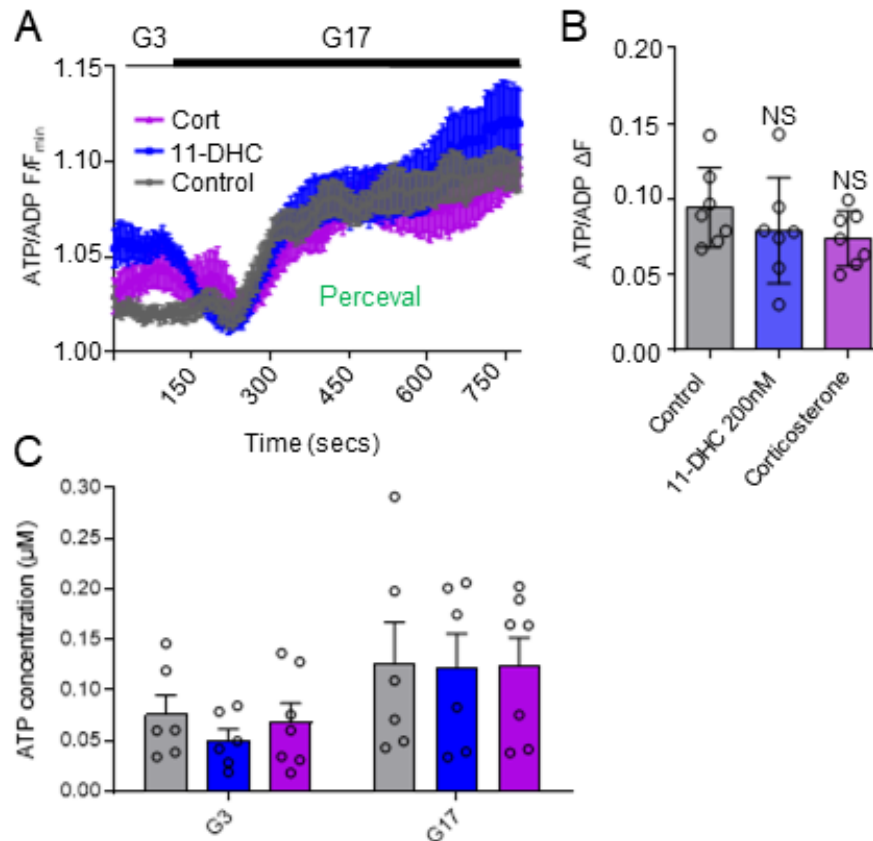 A
G3
G17
1.15
1.10
1.05
1.00
ATP/ADP F/Fmin
Cort
11-DHC
Control
Perceval
150
300
450
600
750
Time (secs)
B
0.20
0.15
0.10
0.05
0.00
ATP/ADP ΔF
NS
NS
Control
11-DHC 200nM
Corticosterone
C
0.30
0.25
0.20
0.15
0.10
0.05
0.00
ATP concentration (μM)
G3
G17